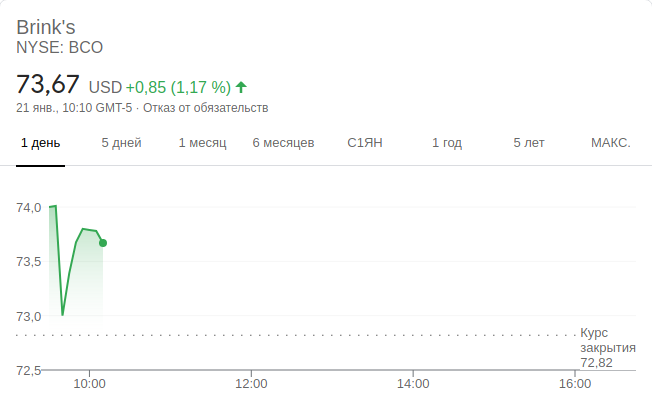 Brink's
NYSE: BCO
73,67 USD +0,85 (1,17 %)
21 янв., 10:10 GMT-5 · Отказ от обязательств
1 день 5 дней 1 месяц 6 месяцев С1ЯН 1 год 5 лет МАКС.
74,0
73,5
73,0
Курс
закрытия
72,82
72,5
10:00 12:00 14:00 16:00